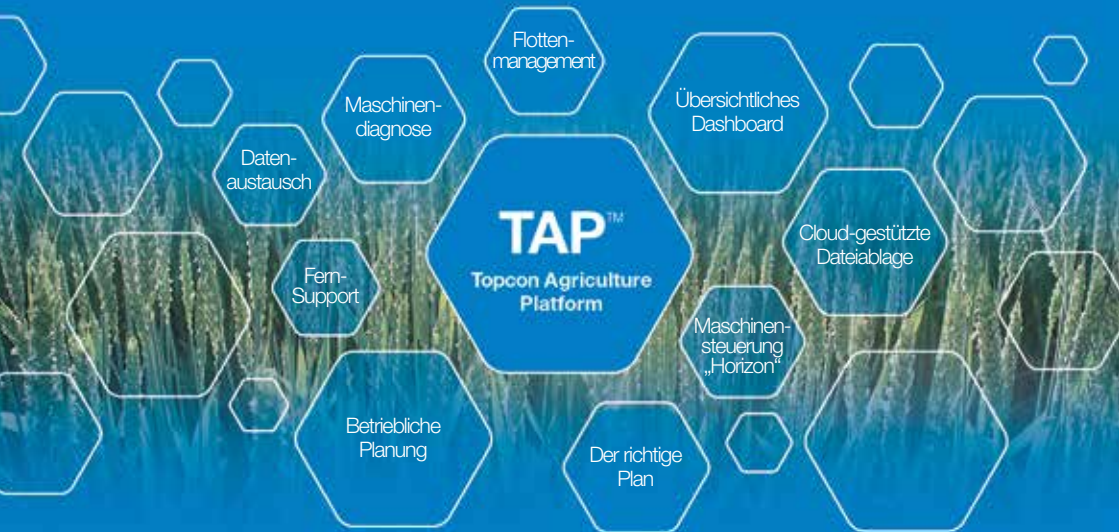 Flotten-
management
Maschinen-
diagnose
Übersichtliches
Dashboard
Daten-
austausch
TAP™
Topcon Agriculture
Platform
Cloud-gestützte
Dateiablage
Fern-
Support
Maschinen-
steuerung
„Horizon“
Betriebliche
Planung
Der richtige
Plan